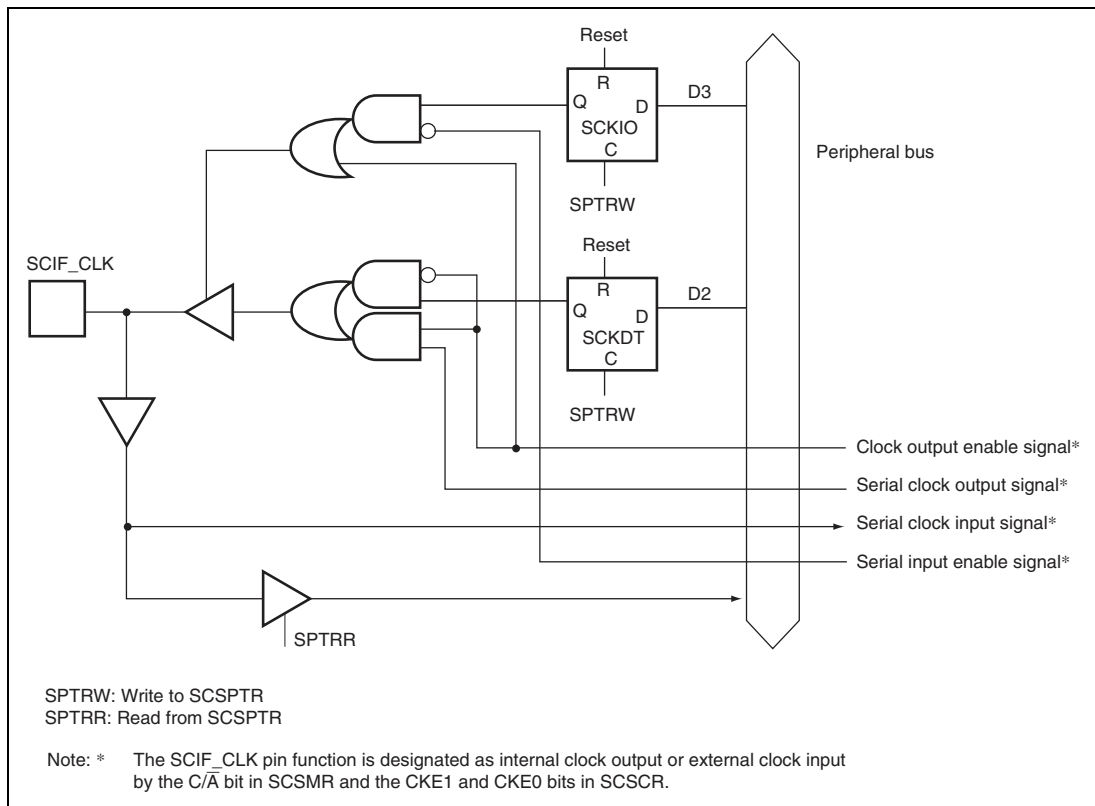 Reset
R
Q
D
D3
SCKIO
C
Peripheral bus
SPTRW
Reset
SCIF_CLK
R
Q
D
D2
SCKDT
C
SPTRW
Clock output enable signal*
Serial clock output signal*
Serial clock input signal*
Serial input enable signal*
SPTRR
SPTRW: Write to SCSPTR
SPTRR: Read from SCSPTR
Note: * The SCIF_CLK pin function is designated as internal clock output or external clock input
by the C/A̅ bit in SCSMR and the CKE1 and CKE0 bits in SCSCR.